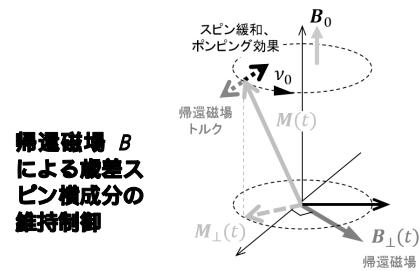 スピン緩和、
ポンピング効果
B₀
ν₀
帰還磁場
トルク
M(t)
帰還磁場 B
による歳差ス
ピン横成分の
維持制御
M⊥(t)
B⊥(t)
帰還磁場